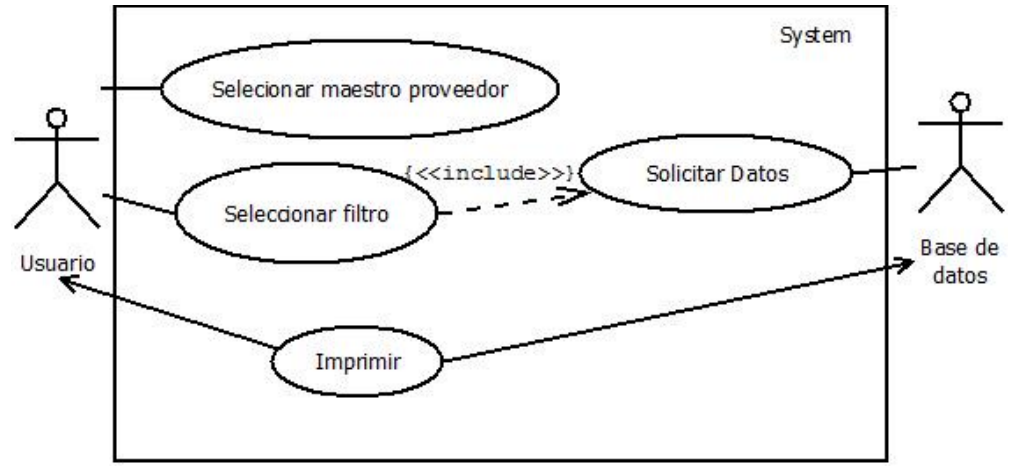 System
Selecionar maestro proveedor
{<<include>>}
Solicitar Datos
Seleccionar filtro
Usuario
Base de
datos
Imprimir